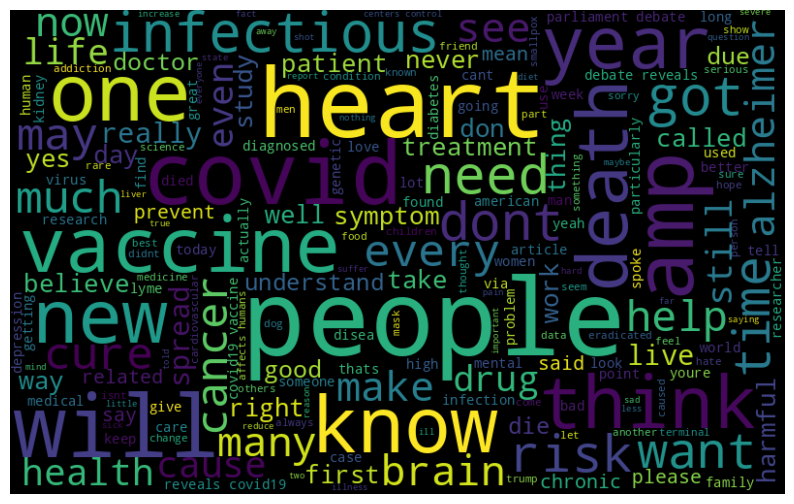 increase
fact
away
centers control
parliament debate
long
severe
now
infectious
see
year
question
life
shot
friend
smallpox
show
addiction
doctor
patient
never
mean
debate reveals
due
state
report
condition
known
cant
diet
serious
human
kidney
one
great
even
study
everyone
heart
diabetes
going
use
week
sorry
got
men
nothing
part
may
really
don
death
maybe
called
yes
day
science
diagnosed
love
treatment
thing
something
particularly
used
alzheimer
virus
rare
find
died
covid
genetic
lot
need
man
better
much
liver
true
prevent
actually
well
symptom
found
american
dont
yeah
amp
sure
hope
still
research
food
children
vaccine
best
didnt
today
suffer
every
women
article
work
spoke
person
tell
believe
lyme
medicine
understand
thought
take
via
hard
seem
far
researcher
depression
getting
new
spread
cardiovascular
cancer
covid19 vaccine
affects humans
dog
disea
mask
people
pain
important
problem
data
eradicated
feel
saying
help
time
cure
told
thats
high
mental
said
look
world
hate
mind
way
related
others
good
someone
make
drug
live
point
youre
medical
isnt
little
give
right
reason
infection
come
bad
think
sad
less
caused
harmful
will
say
sick
keep
care
change
reduce
many
always
know
ill
die
let
risk
want
another
terminal
health
cause
case
two
first
brain
trump
chronic
please
family
reveals covid19
illness